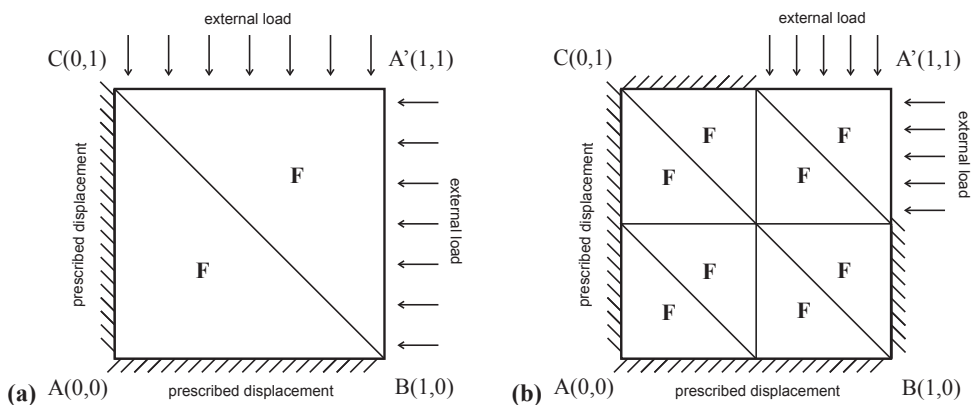 external load
C(0,1)
A'(1,1)
prescribed displacement
F
F
external load
(a)
A(0,0)
prescribed displacement
B(1,0)
external load
C(0,1)
A'(1,1)
prescribed displacement
F
F
F
F
external load
F
F
F
F
(b)
A(0,0)
prescribed displacement
B(1,0)